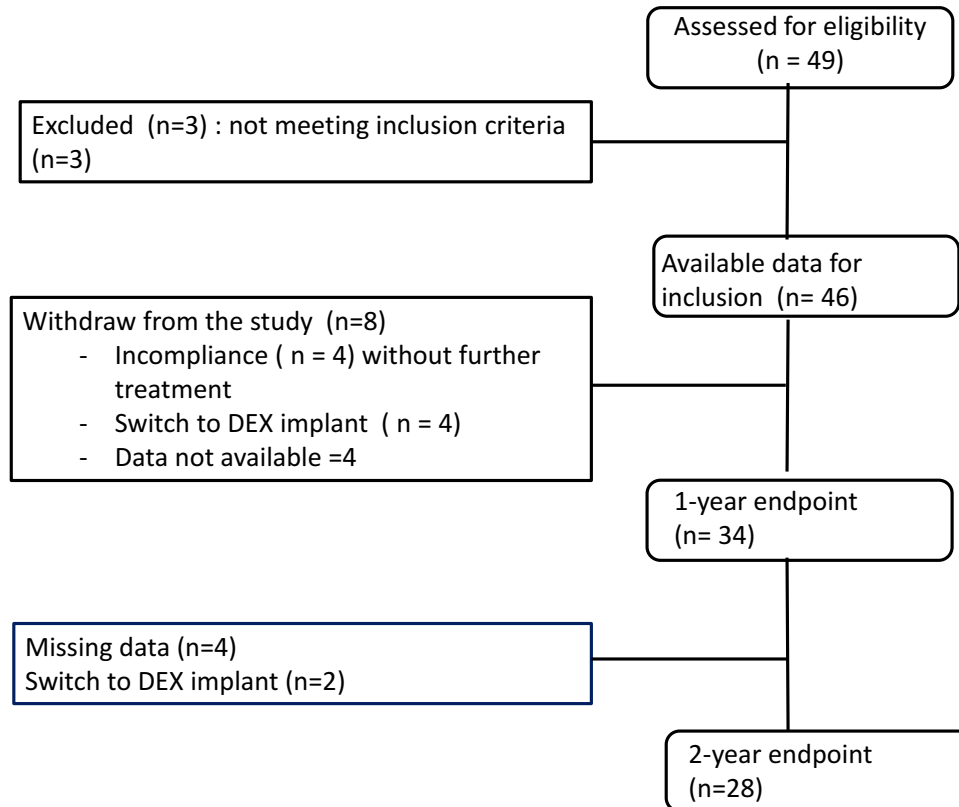 Assessed for eligibility
(n = 49)
Excluded (n=3) : not meeting inclusion criteria
(n=3)
Available data for
inclusion (n= 46)
Withdraw from the study (n=8)
- Incompliance ( n = 4) without further
treatment
- Switch to DEX implant ( n = 4)
- Data not available =4
1-year endpoint
(n= 34)
Missing data (n=4)
Switch to DEX implant (n=2)
2-year endpoint
(n=28)